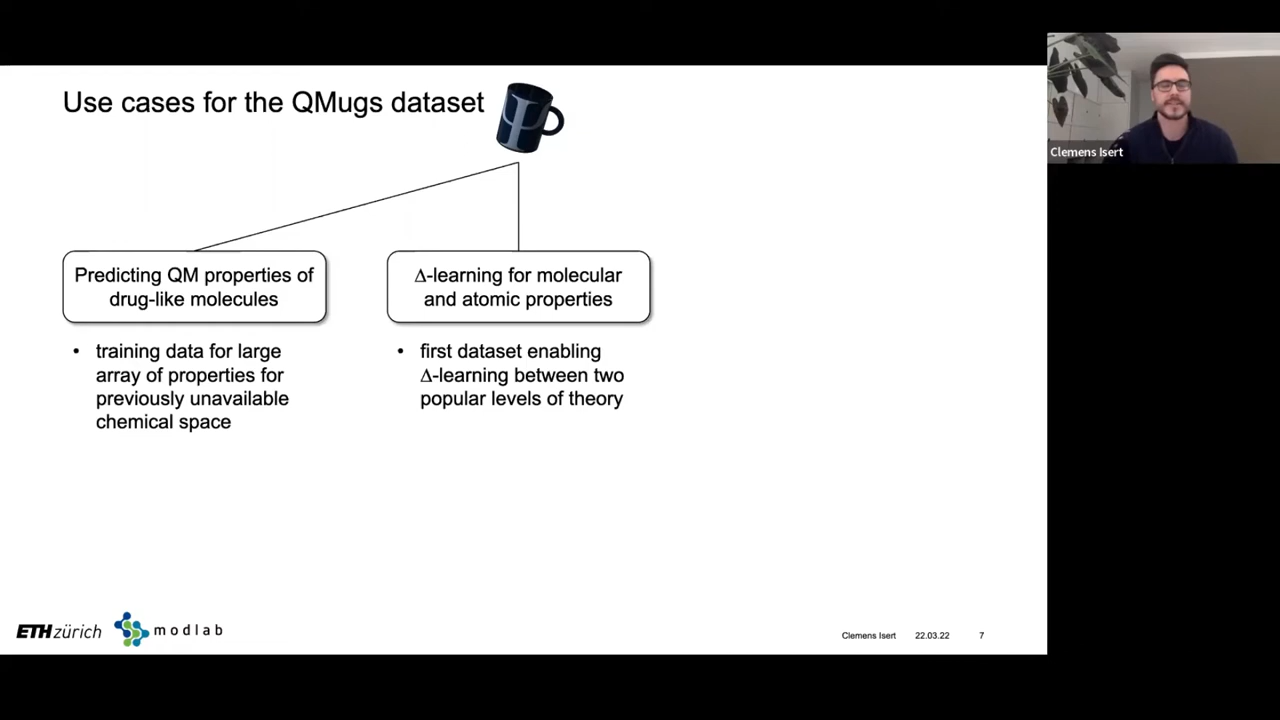 Use cases for the QMugs dataset
Clemens Isert
Predicting QM properties of
drug-like molecules
• training data for large
array of properties for
previously unavailable
chemical space
Δ-learning for molecular
and atomic properties
• first dataset enabling
Δ-learning between two
popular levels of theory
ETH zürich
modlab
Clemens Isert 22.03.22 7